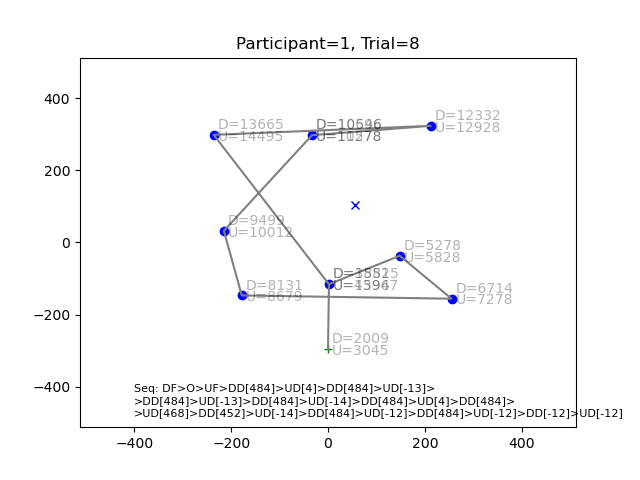 Participant=1, Trial=8
400
200
0
−200
−400
−400
−200
0
200
400
D=13665
U=14495
D=12332
U=12928
D=9499
U=10012
D=5278
U=5828
D=8131
U=8679
D=6714
U=7278
D=2009
U=3045
Seq: DF>O>UF>DD[484]>UD[4]>DD[484]>UD[-13]>
>DD[484]>UD[-13]>DD[484]>UD[-14]>DD[484]>UD[4]>DD[484]>
>UD[468]>DD[452]>UD[-14]>DD[484]>UD[-12]>DD[484]>UD[-12]>DD[-12]>UD[-12]